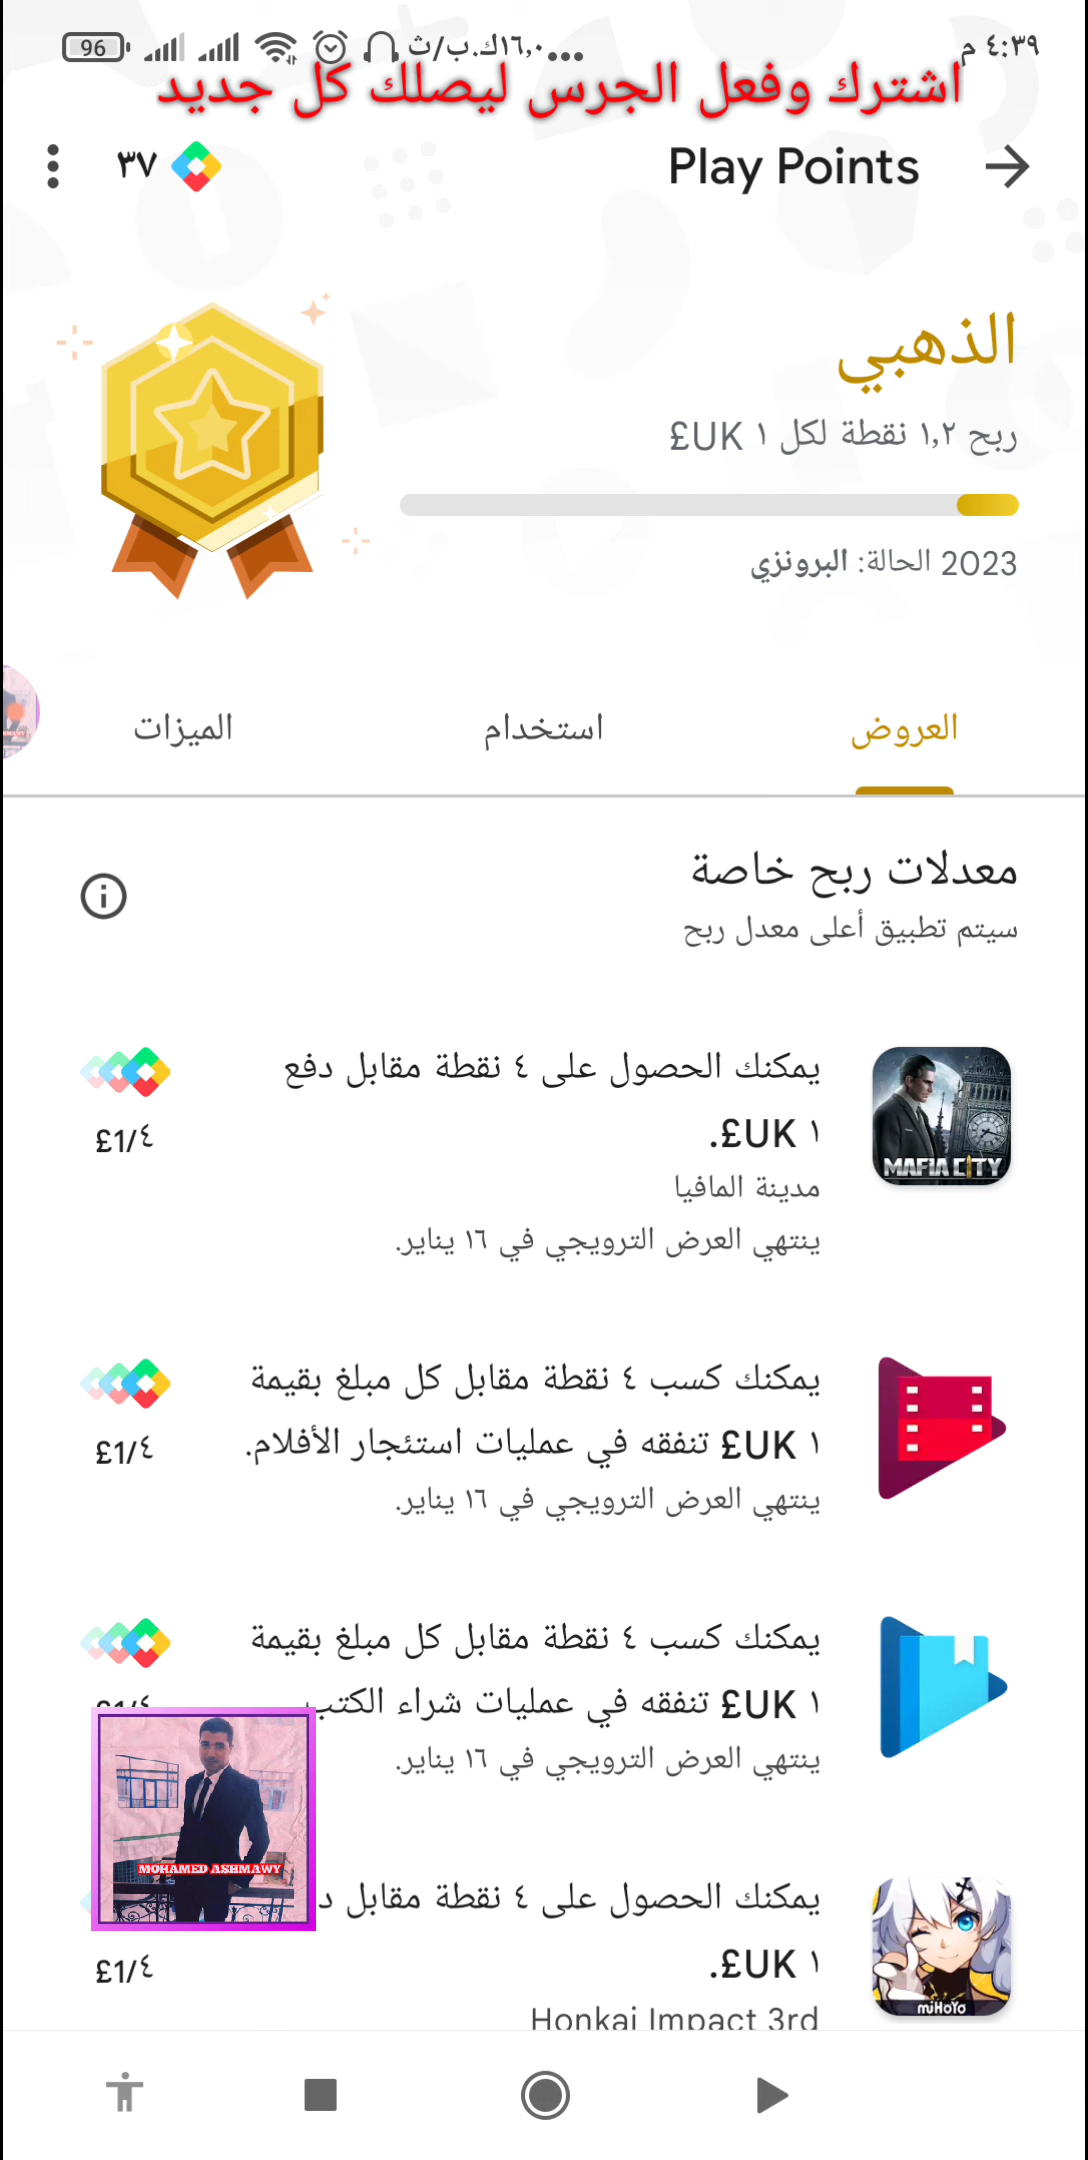 ٤:٣٩ م
...١٦,٠ك.ب/ث
96
اشترك وفعل الجرس ليصلك كل جديد
Play Points
٣٧
الذهبي
ربح ١,٢ نقطة لكل ١ UK£
2023 الحالة: البرونزي
العروض
استخدام
الميزات
معدلات ربح خاصة
سيتم تطبيق أعلى معدل ربح
MAFIA CITY
يمكنك الحصول على ٤ نقطة مقابل دفع
١ UK£.
£1/٤
مدينة المافيا
ينتهي العرض الترويجي في ١٦ يناير.
يمكنك كسب ٤ نقطة مقابل كل مبلغ بقيمة
١ UK£ تنفقه في عمليات استئجار الأفلام.
£1/٤
ينتهي العرض الترويجي في ١٦ يناير.
يمكنك كسب ٤ نقطة مقابل كل مبلغ بقيمة
١ UK£ تنفقه في عمليات شراء الكتب
£1/٤
ينتهي العرض الترويجي في ١٦ يناير.
MOHAMED ASHMAWY
يمكنك الحصول على ٤ نقطة مقابل د
١ UK£.
£1/٤
miHoYo
Honkai Impact 3rd